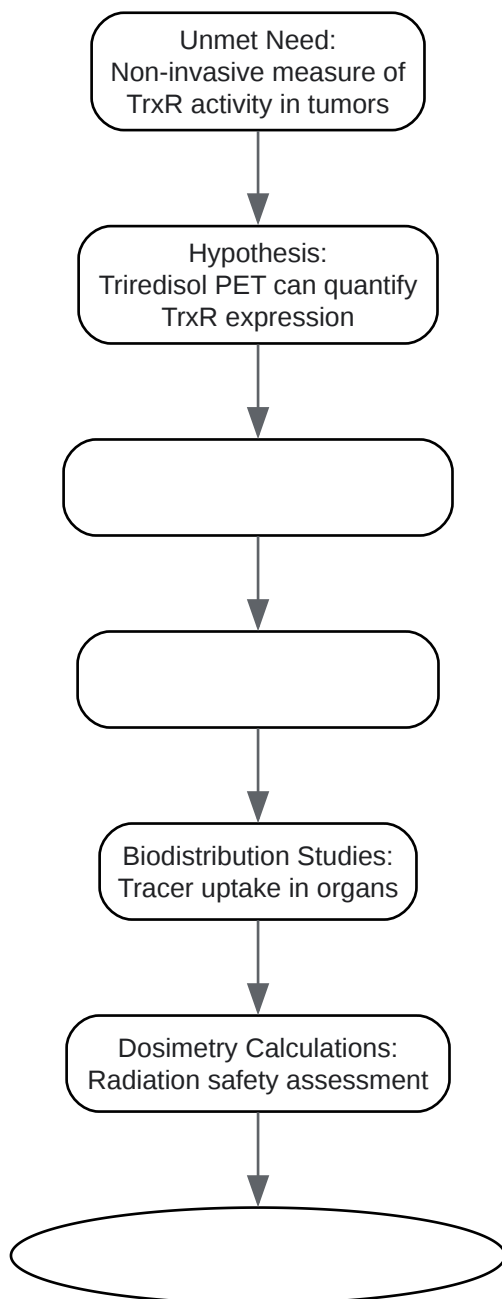 Unmet Need:
Non-invasive measure of
TrxR activity in tumors
Hypothesis:
Triredisol PET can quantify
TrxR expression
Biodistribution Studies:
Tracer uptake in organs
Dosimetry Calculations:
Radiation safety assessment